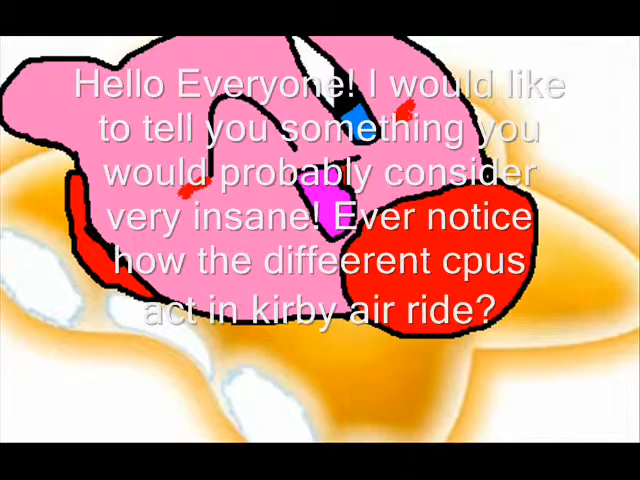 Hello Everyone! I would like
to tell you something you
would probably consider
very insane! Ever notice
how the diffeerent cpus
act in kirby air ride?